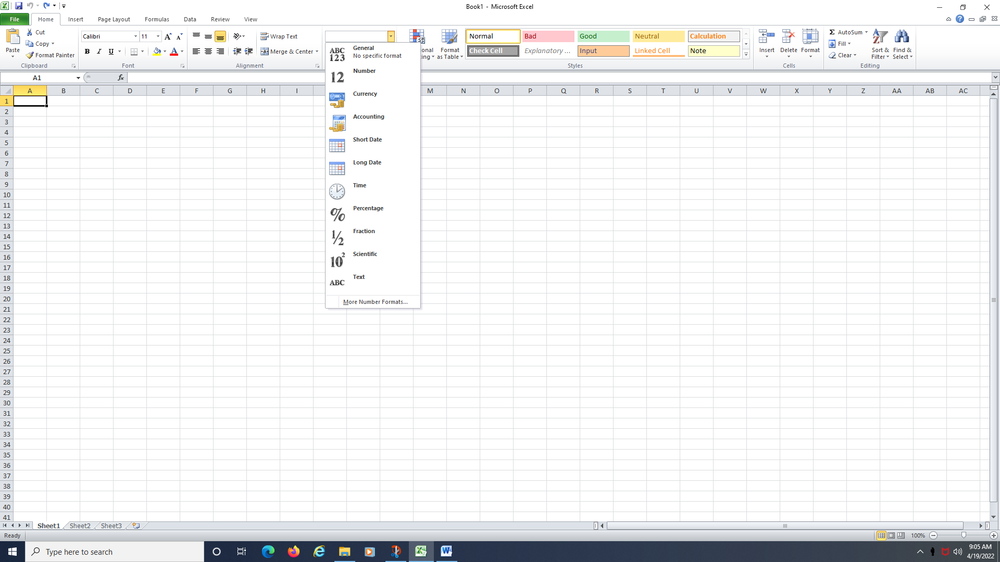 Book1 - Microsoft Excel
File Home Insert Page Layout Formulas Data Review View
Paste
Cut
Copy
Format Painter
Clipboard
Calibri 11
B I U
Font
Wrap Text
Merge & Center
Alignment
ional
king
Format
as Table
Normal Bad Good Neutral Calculation
Check Cell Explanatory ... Input Linked Cell Note
Styles
Insert Delete Format
Cells
Σ AutoSum
Fill
Clear
Sort &
Filter
Find &
Select
Editing
A1 fx
A B C D E F G H I M N O P Q R S T U V W X Y Z AA AB AC
1
2
3
4
5
6
7
8
9
10
11
12
13
14
15
16
17
18
19
20
21
22
23
24
25
26
27
28
29
30
31
32
33
34
35
36
37
38
39
40
41
ABC
123
General
No specific format
12 Number
Currency
Accounting
Short Date
Long Date
Time
% Percentage
½ Fraction
10² Scientific
ABC Text
More Number Formats...
Sheet1 Sheet2 Sheet3
Ready 100%
Type here to search
9:05 AM
4/19/2022